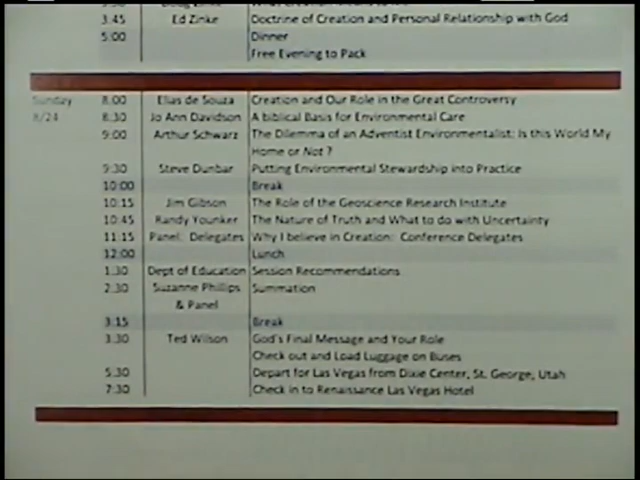 3.45 Ed Zinke Doctrine of Creation and Personal Relationship with God
5:00 Dinner
Free Evening to Pack
Sunday 8.00 Elias de Souza Creation and Our Role in the Great Controversy
8/24 8.30 Jo Ann Davidson A biblical Basis for Environmental Care
9:00 Arthur Schwarz The Dilemma of an Adventist Environmentalist: Is this World My
Home or Not ?
9:30 Steve Dunbar Putting Environmental Stewardship into Practice
10:00 Break
10:15 Jim Gibson The Role of the Geoscience Research Institute
10:45 Randy Younker The Nature of Truth and What to do with Uncertainty
11:15 Panel: Delegates Why I believe in Creation: Conference Delegates
12:00 Lunch
1.30 Dept of Education Session Recommendations
2.30 Suzanne Phillips Summation
& Panel
3.15 Break
3.30 Ted Wilson God's Final Message and Your Role
Check out and Load Luggage on Buses
5.30 Depart for Las Vegas from Dixie Center, St. George, Utah
7:30 Check in to Renaissance Las Vegas Hotel